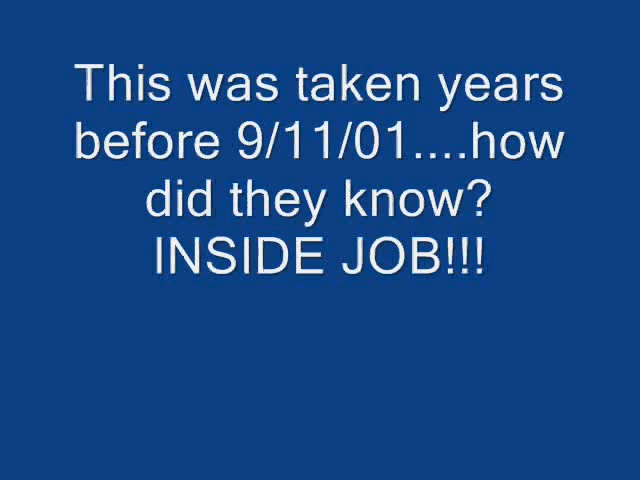 This was taken years
before 9/11/01....how
did they know?
INSIDE JOB!!!